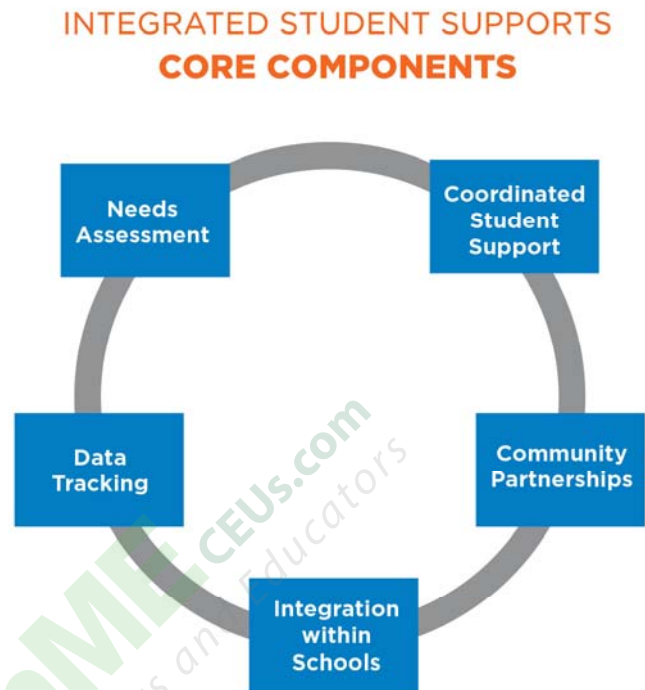 INTEGRATED STUDENT SUPPORTS
CORE COMPONENTS
Needs
Assessment
Coordinated
Student
Support
Data
Tracking
Community
Partnerships
Integration
within
Schools
CEUs.com
and Educators